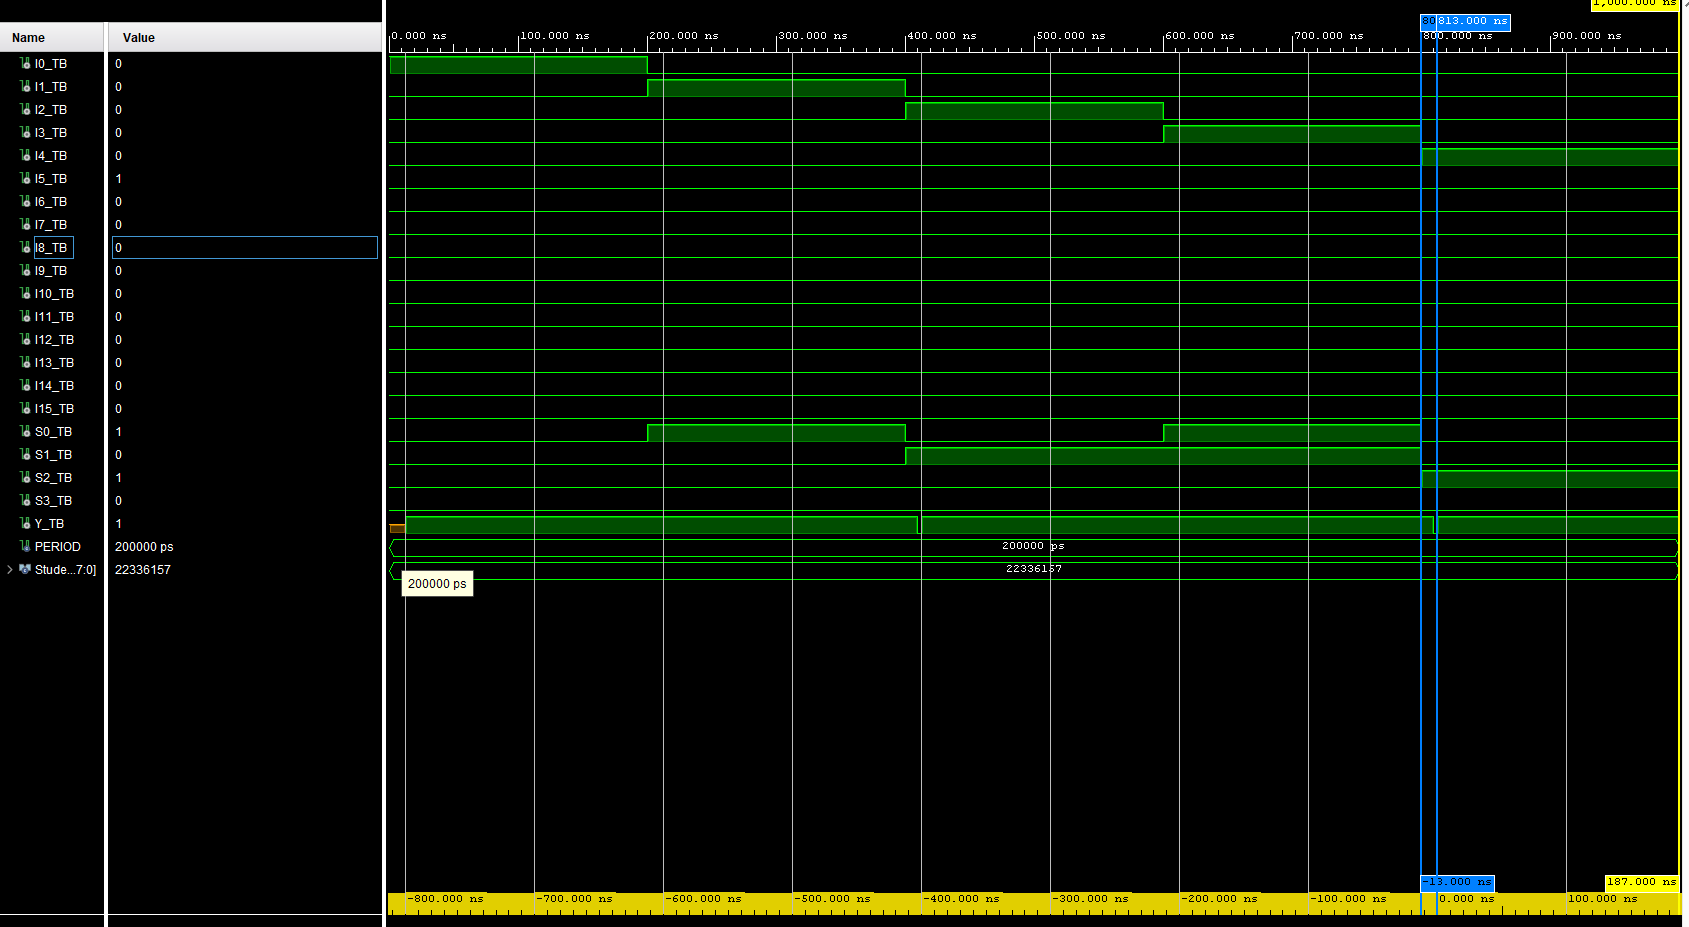 1,000.000 ns
813.000 ns
Name Value
0.000 ns 100.000 ns 200.000 ns 300.000 ns 400.000 ns 500.000 ns 600.000 ns 700.000 ns 800.000 ns 900.000 ns
I0_TB 0
I1_TB 0
I2_TB 0
I3_TB 0
I4_TB 0
I5_TB 1
I6_TB 0
I7_TB 0
I8_TB 0
I9_TB 0
I10_TB 0
I11_TB 0
I12_TB 0
I13_TB 0
I14_TB 0
I15_TB 0
S0_TB 1
S1_TB 0
S2_TB 1
S3_TB 0
Y_TB 1
PERIOD 200000 ps 200000 ps
Stude...7:0] 22336157 22336157
200000 ps
-13.000 ns 187.000 ns
-800.000 ns -700.000 ns -600.000 ns -500.000 ns -400.000 ns -300.000 ns -200.000 ns -100.000 ns 0.000 ns 100.000 ns